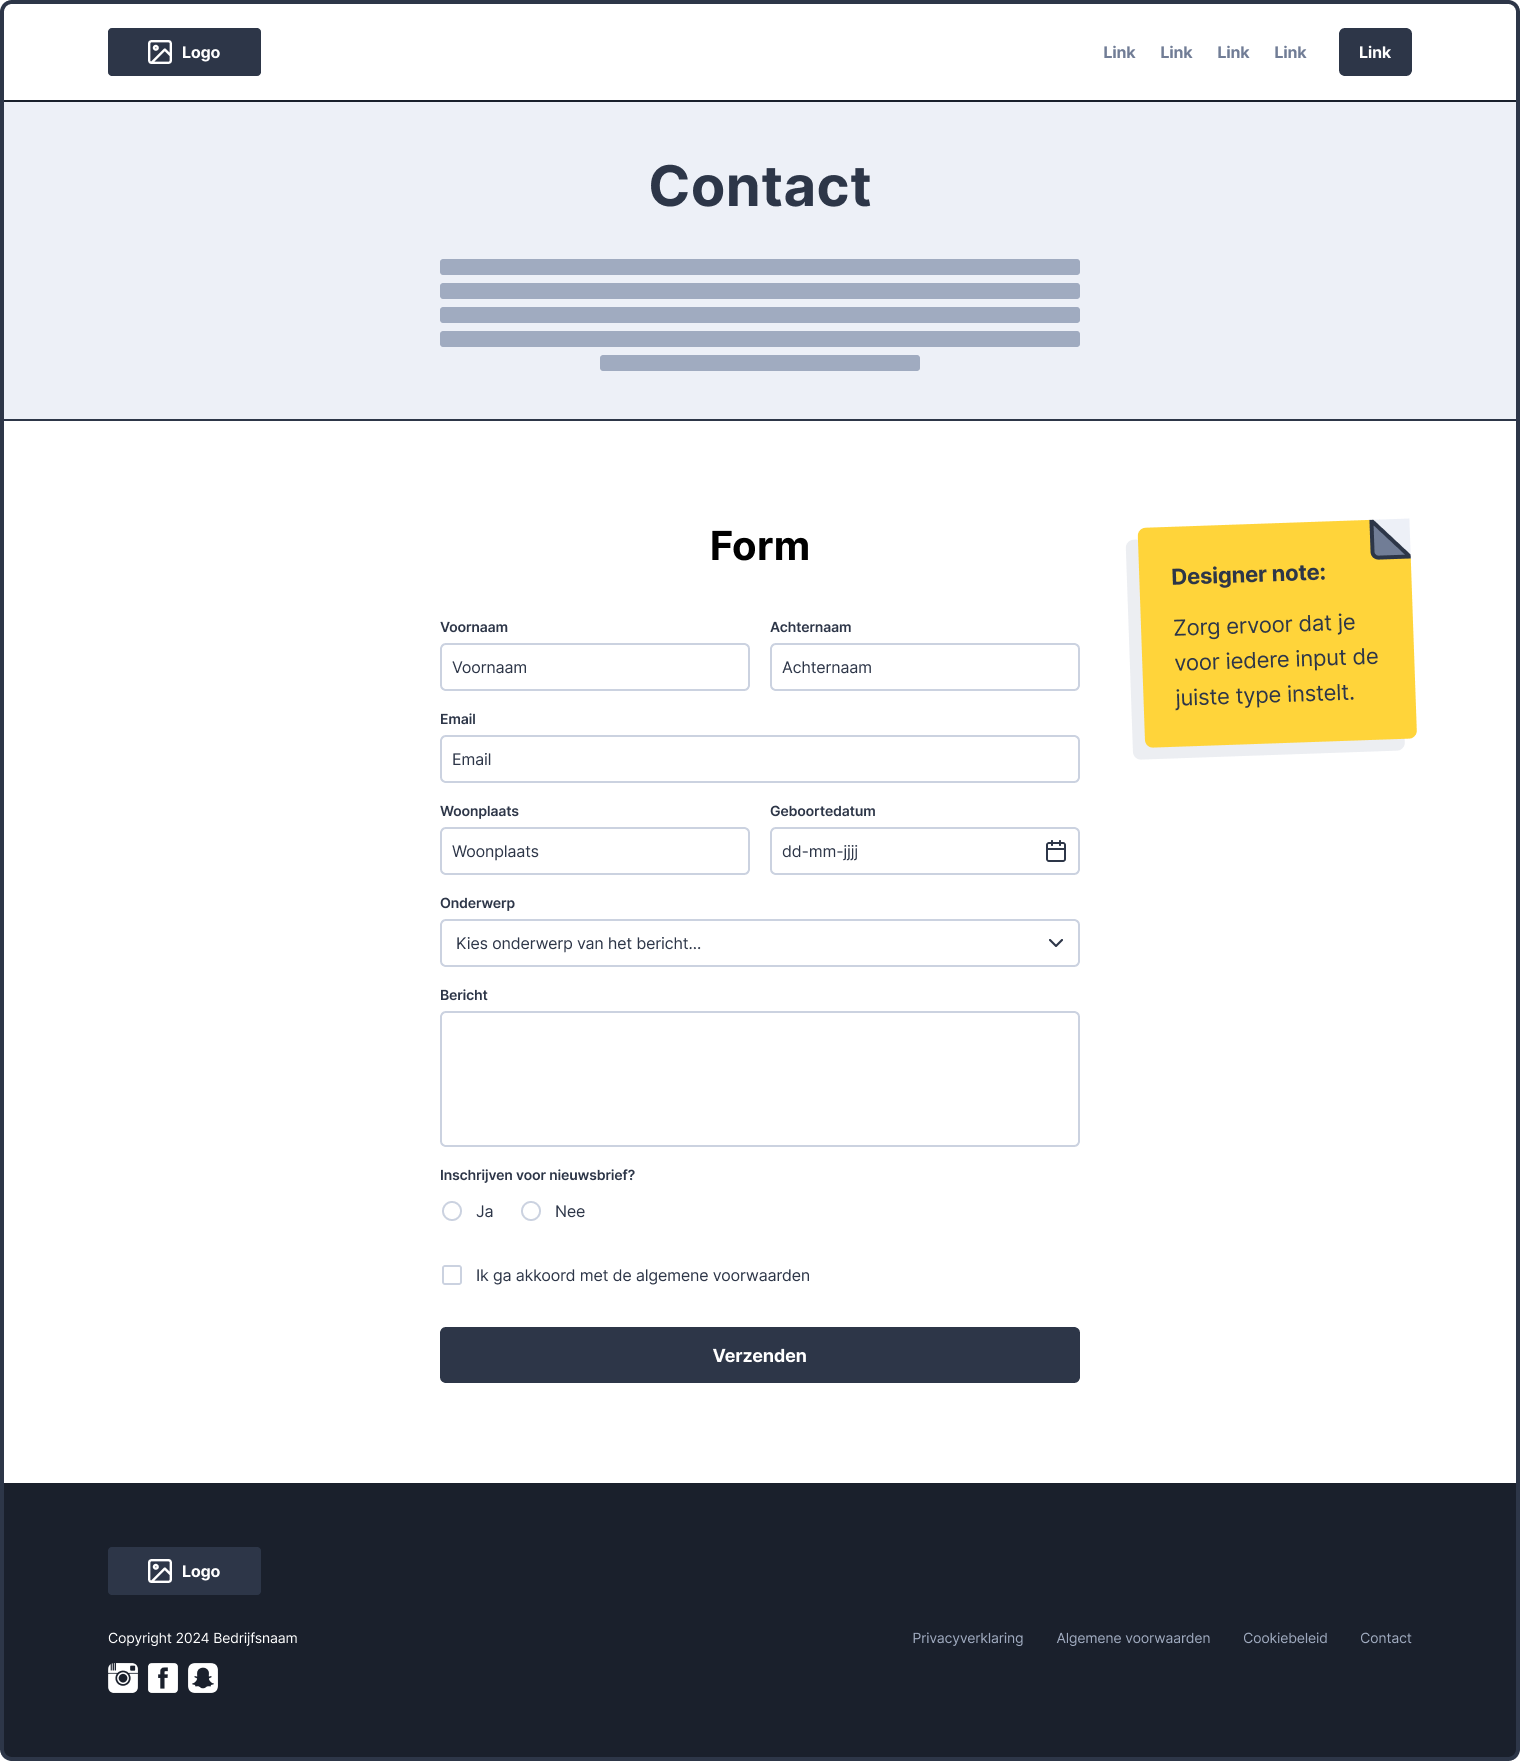 Logo
Link Link Link Link Link
Contact
Form
Designer note:
Zorg ervoor dat je
voor iedere input de
juiste type instelt.
Voornaam Achternaam
Voornaam Achternaam
Email
Email
Woonplaats Geboortedatum
Woonplaats dd-mm-jjjj
Onderwerp
Kies onderwerp van het bericht...
Bericht
Inschrijven voor nieuwsbrief?
Ja Nee
Ik ga akkoord met de algemene voorwaarden
Verzenden
Logo
Copyright 2024 Bedrijfsnaam
Privacyverklaring Algemene voorwaarden Cookiebeleid Contact